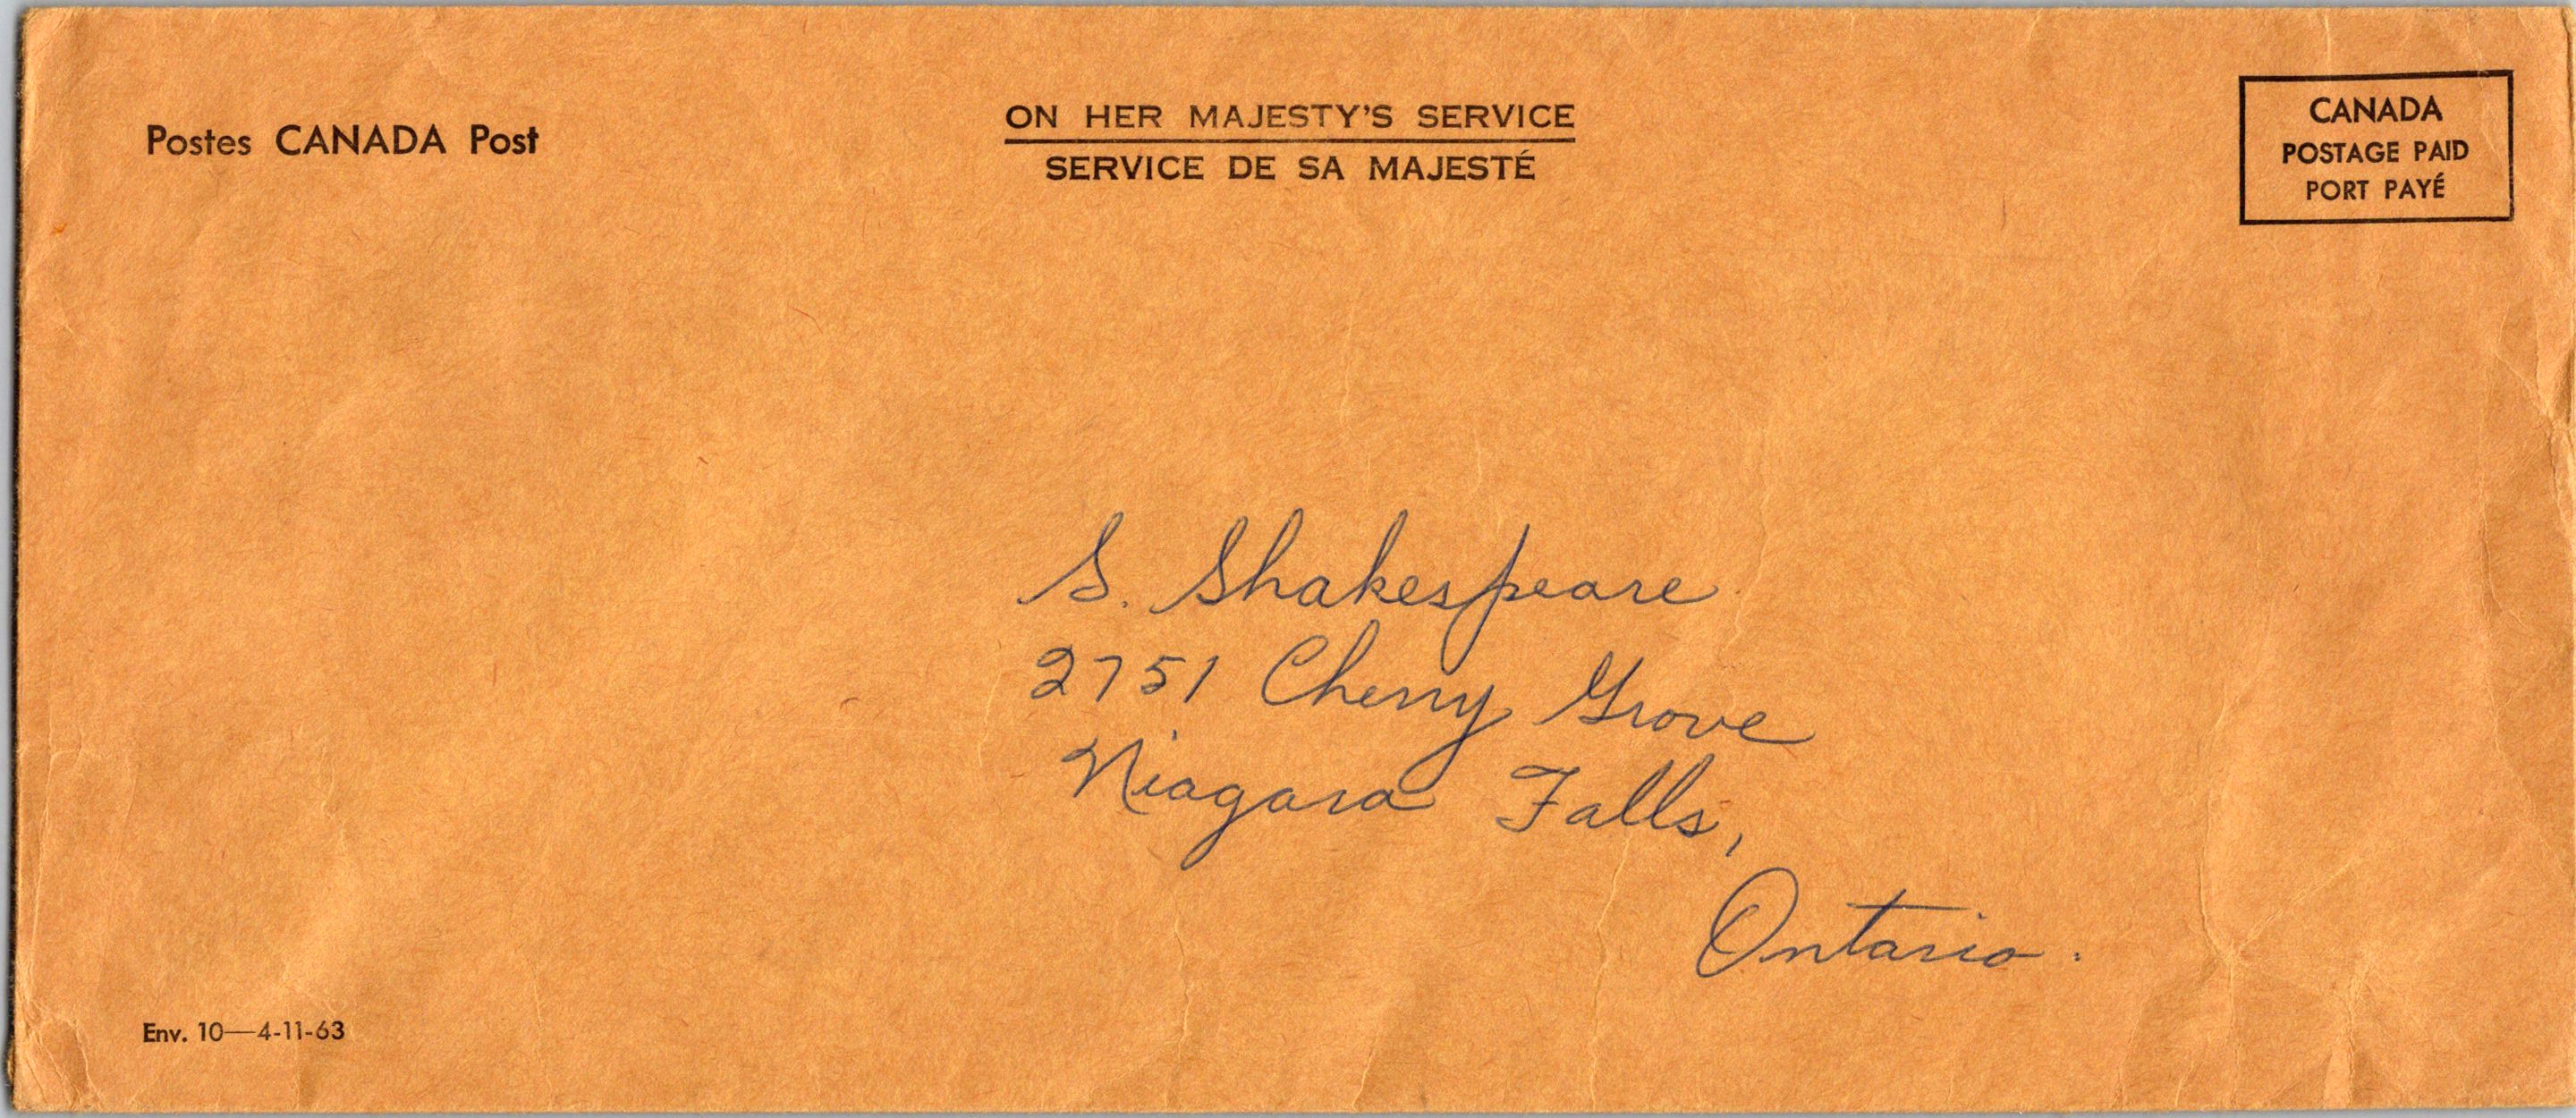 Postes CANADA Post
ON HER MAJESTY'S SERVICE
SERVICE DE SA MAJESTÉ
CANADA
POSTAGE PAID
PORT PAYÉ
S. Shakespeare
2751 Cherry Grove
Niagara Falls,
Ontario.
Env. 10—4-11-63